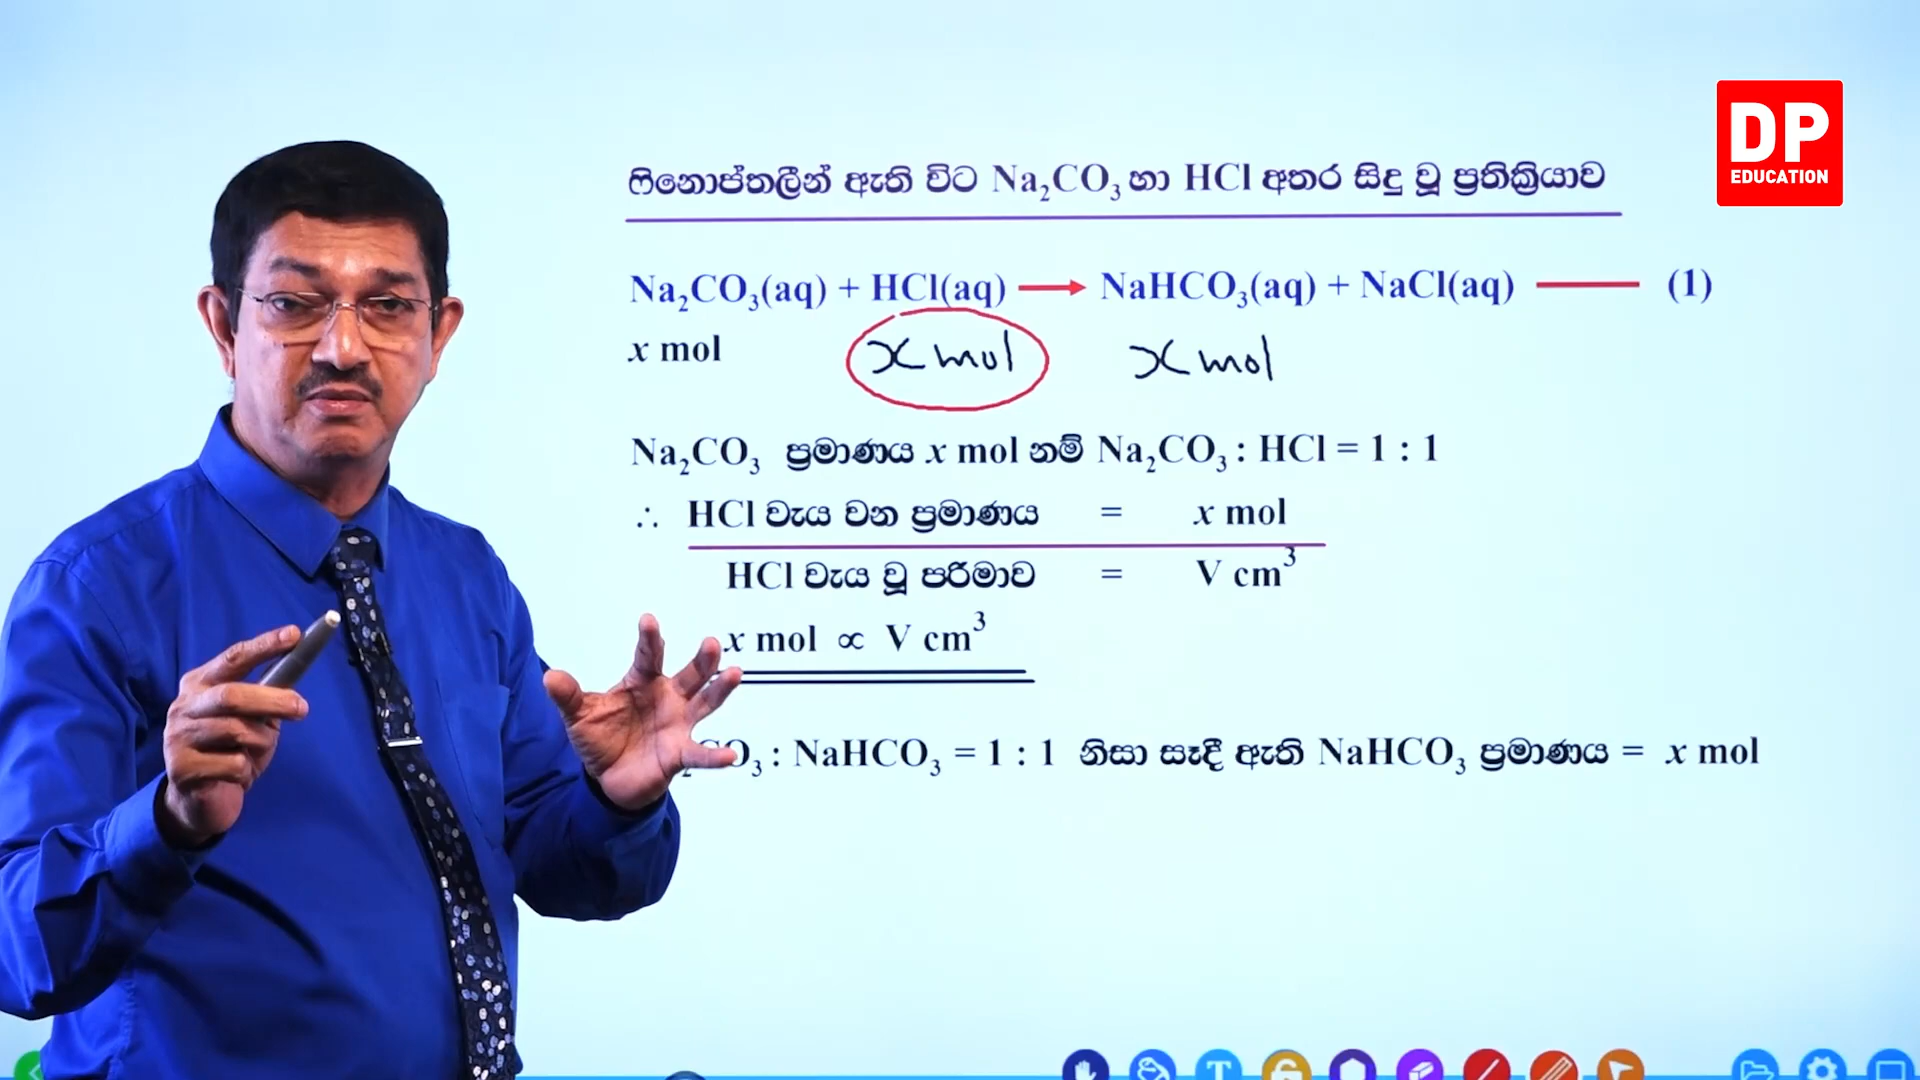 DP
EDUCATION
ෆිනොප්තලීන් ඇති විට Na₂CO₃ හා HCl අතර සිදු වූ ප්‍රතික්‍රියාව
Na₂CO₃(aq) + HCl(aq) → NaHCO₃(aq) + NaCl(aq) —— (1)
x mol x mol x mol
Na₂CO₃ ප්‍රමාණය x mol නම් Na₂CO₃ : HCl = 1 : 1
∴ HCl වැය වන ප්‍රමාණය = x mol
HCl වැය වූ පරිමාව = V cm³
x mol ∝ V cm³
CO₃ : NaHCO₃ = 1 : 1 නිසා සෑදී ඇති NaHCO₃ ප්‍රමාණය = x mol